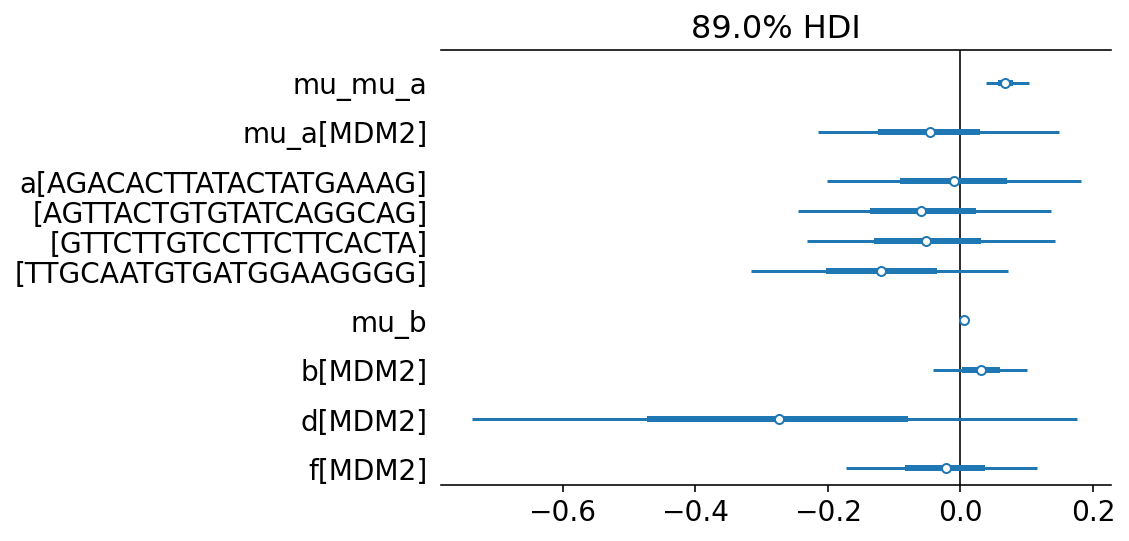 89.0% HDI
mu_mu_a
mu_a[MDM2]
a[AGACACTTATACTATGAAAG]
[AGTTACTGTGTATCAGGCAG]
[GTTCTTGTCCTTCTTCACTA]
[TTGCAATGTGATGGAAGGGG]
mu_b
b[MDM2]
d[MDM2]
f[MDM2]
−0.6 −0.4 −0.2 0.0 0.2